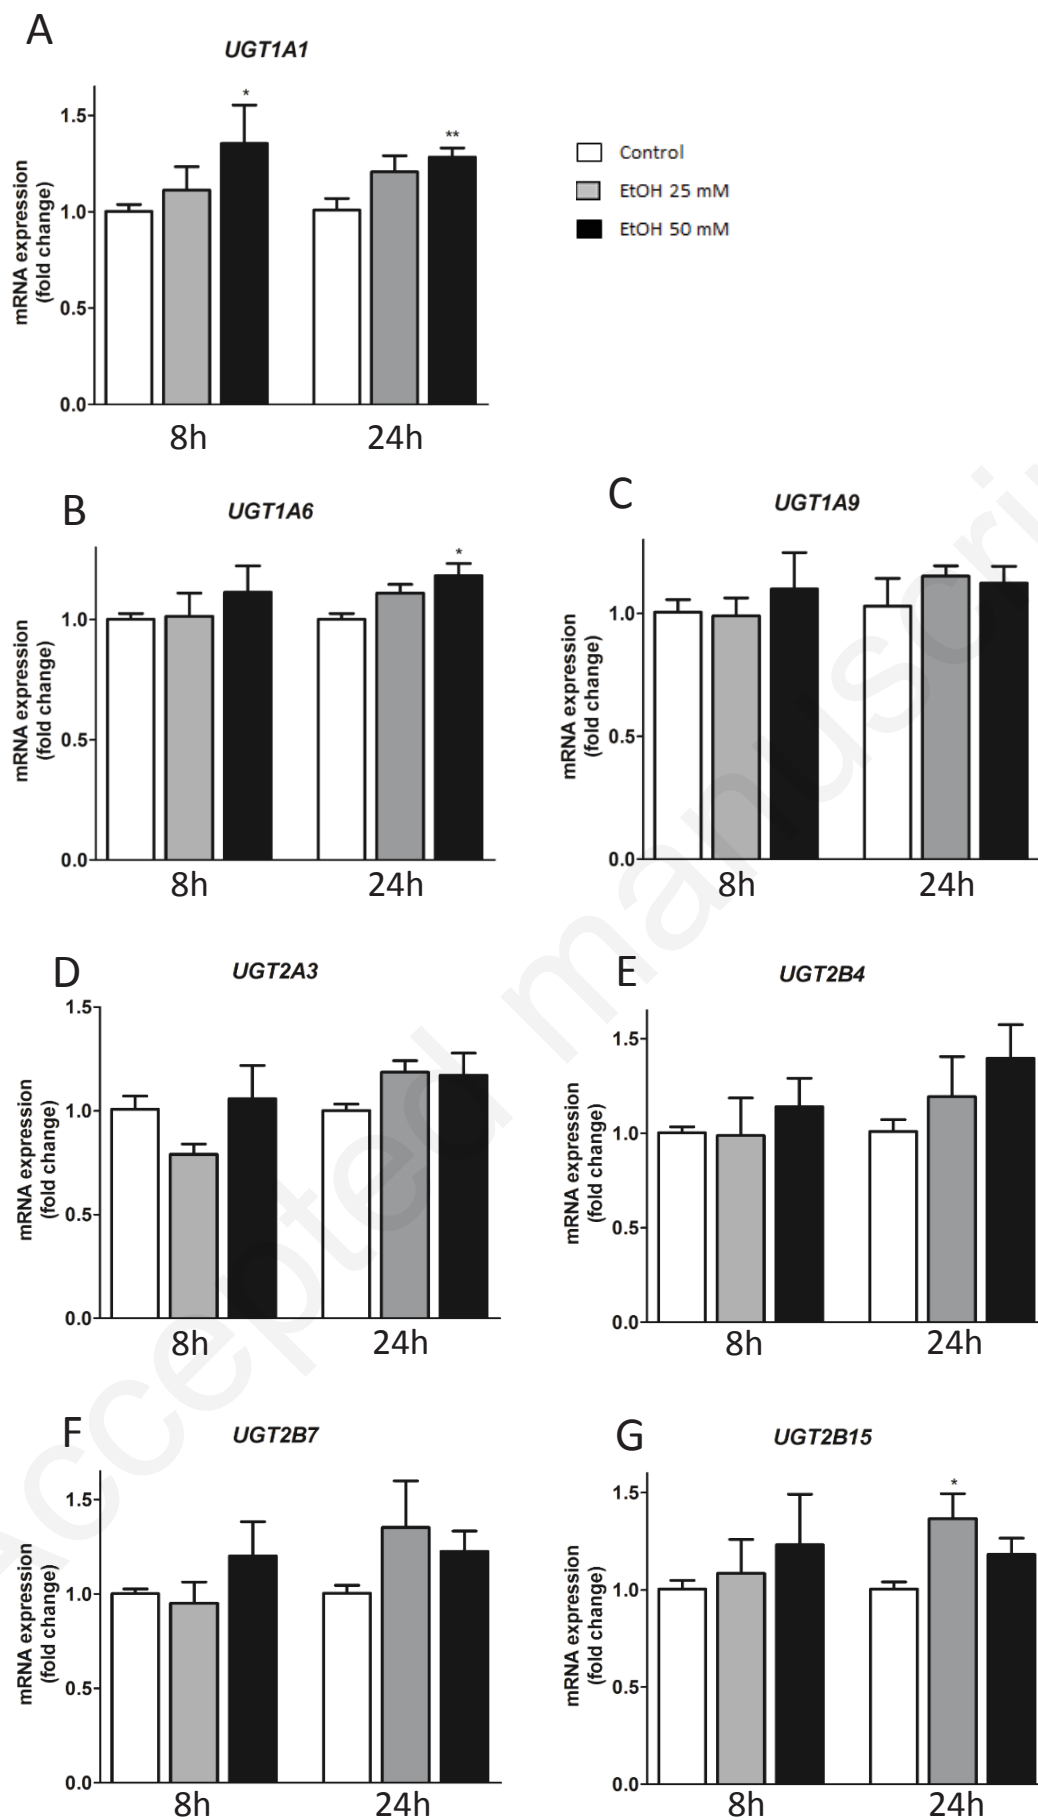 A
UGT1A1
mRNA expression
(fold change)
1.5
1.0
0.5
0.0
*
**
8h
24h
Control
EtOH 25 mM
EtOH 50 mM
B
UGT1A6
mRNA expression
(fold change)
1.0
0.5
0.0
*
8h
24h
C
UGT1A9
mRNA expression
(fold change)
1.0
0.5
0.0
8h
24h
D
UGT2A3
mRNA expression
(fold change)
1.5
1.0
0.5
0.0
8h
24h
E
UGT2B4
mRNA expression
(fold change)
1.5
1.0
0.5
0.0
8h
24h
F
UGT2B7
mRNA expression
(fold change)
1.5
1.0
0.5
0.0
8h
24h
G
UGT2B15
mRNA expression
(fold change)
1.5
1.0
0.5
0.0
*
8h
24h
Accepted manuscri